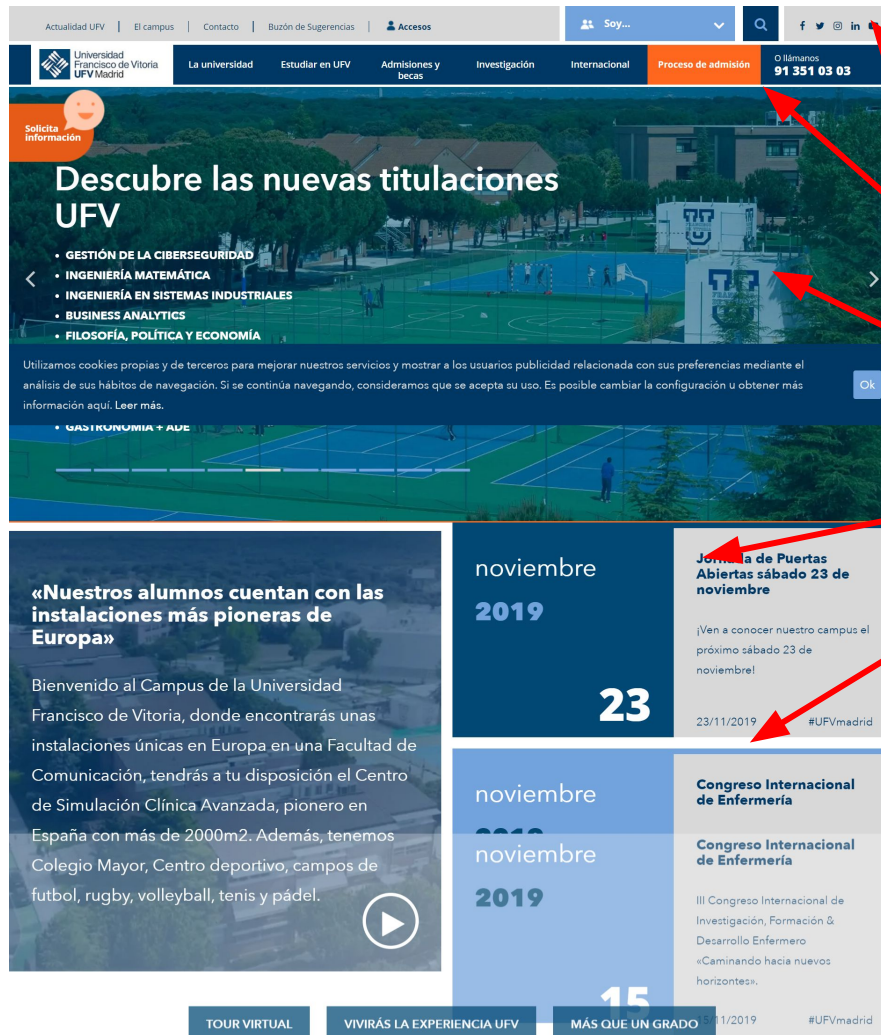 Actualidad UFV | El campus | Contacto | Buzón de Sugerencias | Accesos
Soy...
Universidad
Francisco de Vitoria
UFV Madrid
La universidad
Estudiar en UFV
Admisiones y
becas
Investigación
Internacional
Proceso de admisión
O llámanos
91 351 03 03
Solicita
información
Descubre las nuevas titulaciones
UFV
• GESTIÓN DE LA CIBERSEGURIDAD
• INGENIERÍA MATEMÁTICA
• INGENIERÍA EN SISTEMAS INDUSTRIALES
• BUSINESS ANALYTICS
• FILOSOFÍA, POLÍTICA Y ECONOMÍA
Utilizamos cookies propias y de terceros para mejorar nuestros servicios y mostrar a los usuarios publicidad relacionada con sus preferencias mediante el
análisis de sus hábitos de navegación. Si se continúa navegando, consideramos que se acepta su uso. Es posible cambiar la configuración u obtener más
información aquí. Leer más.
Ok
• GASTRONOMÍA + ADE
«Nuestros alumnos cuentan con las
instalaciones más pioneras de
Europa»
Bienvenido al Campus de la Universidad
Francisco de Vitoria, donde encontrarás unas
instalaciones únicas en Europa en una Facultad de
Comunicación, tendrás a tu disposición el Centro
de Simulación Clínica Avanzada, pionero en
España con más de 2000m2. Además, tenemos
Colegio Mayor, Centro deportivo, campos de
futbol, rugby, volleyball, tenis y pádel.
noviembre
2019
23
Jornada de Puertas
Abiertas sábado 23 de
noviembre
¡Ven a conocer nuestro campus el
próximo sábado 23 de
noviembre!
23/11/2019 #UFVmadrid
noviembre
2019
Congreso Internacional
de Enfermería
noviembre
2019
15
Congreso Internacional
de Enfermería
III Congreso Internacional de
Investigación, Formación &
Desarrollo Enfermero
«Caminando hacia nuevos
horizontes».
15/11/2019 #UFVmadrid
TOUR VIRTUAL
VIVIRÁS LA EXPERIENCIA UFV
MÁS QUE UN GRADO